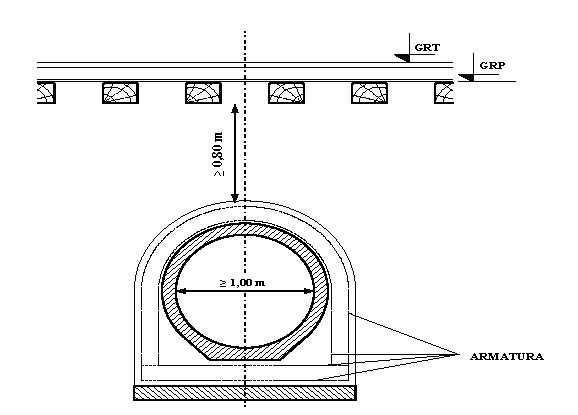 GRT
GRP
≥ 0,80 m
≥ 1,00 m
ARMATURA